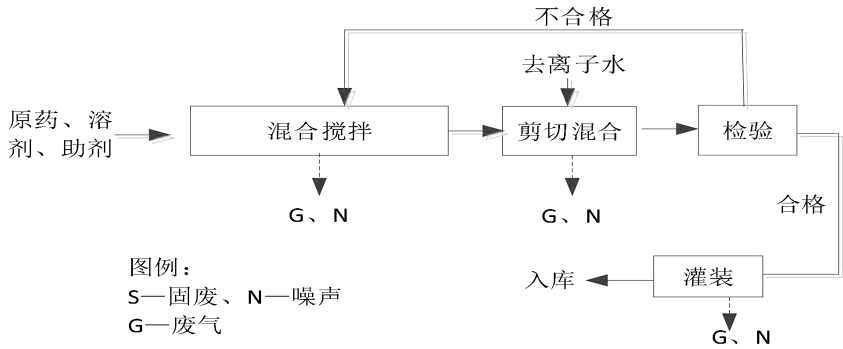 不合格
去离子水
原药、溶
剂、助剂
混合搅拌
剪切混合
检验
G、N
G、N
合格
图例：
S—固废、N—噪声
G—废气
入库
灌装
G、N